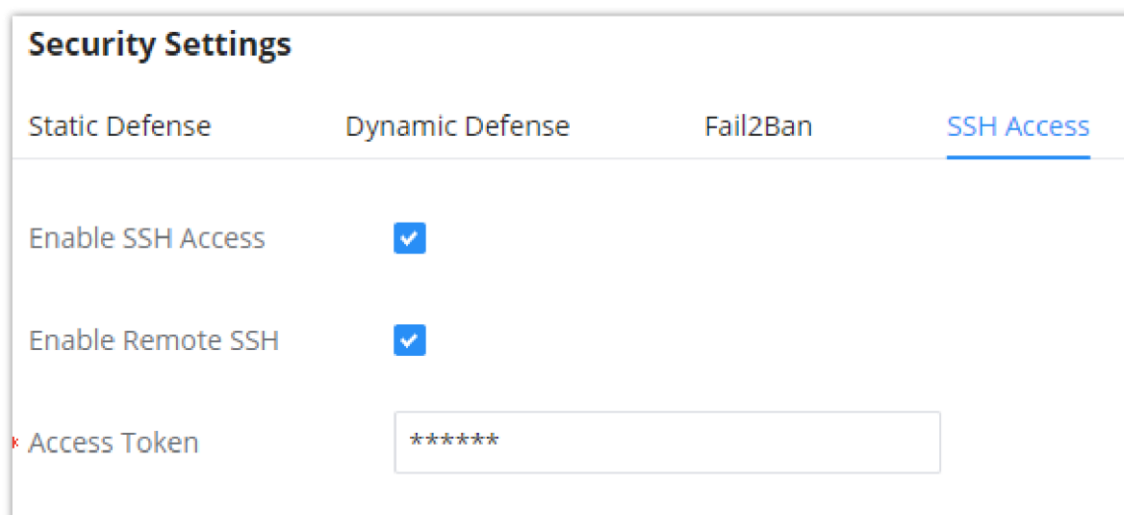 Security Settings
Static Defense Dynamic Defense Fail2Ban SSH Access
Enable SSH Access
Enable Remote SSH
* Access Token ******